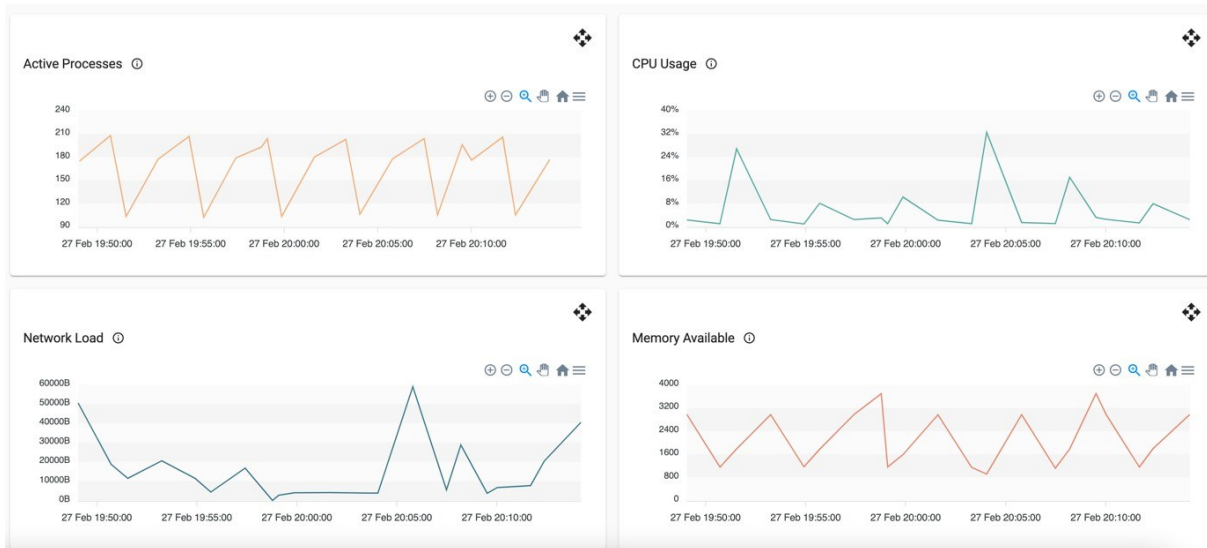 Active Processes
240
210
180
150
120
90
27 Feb 19:50:00 27 Feb 19:55:00 27 Feb 20:00:00 27 Feb 20:05:00 27 Feb 20:10:00
CPU Usage
40%
32%
24%
16%
8%
0%
27 Feb 19:50:00 27 Feb 19:55:00 27 Feb 20:00:00 27 Feb 20:05:00 27 Feb 20:10:00
Network Load
60000B
50000B
40000B
30000B
20000B
10000B
0B
27 Feb 19:50:00 27 Feb 19:55:00 27 Feb 20:00:00 27 Feb 20:05:00 27 Feb 20:10:00
Memory Available
4000
3200
2400
1600
800
0
27 Feb 19:50:00 27 Feb 19:55:00 27 Feb 20:00:00 27 Feb 20:05:00 27 Feb 20:10:00